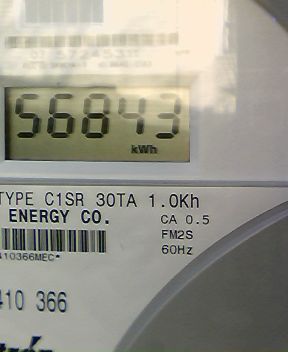 56843
kWh
TYPE C1SR 30TA 1.0Kh
ENERGY CO.
CA 0.5
FM2S
60Hz
410366MEC*
410 366